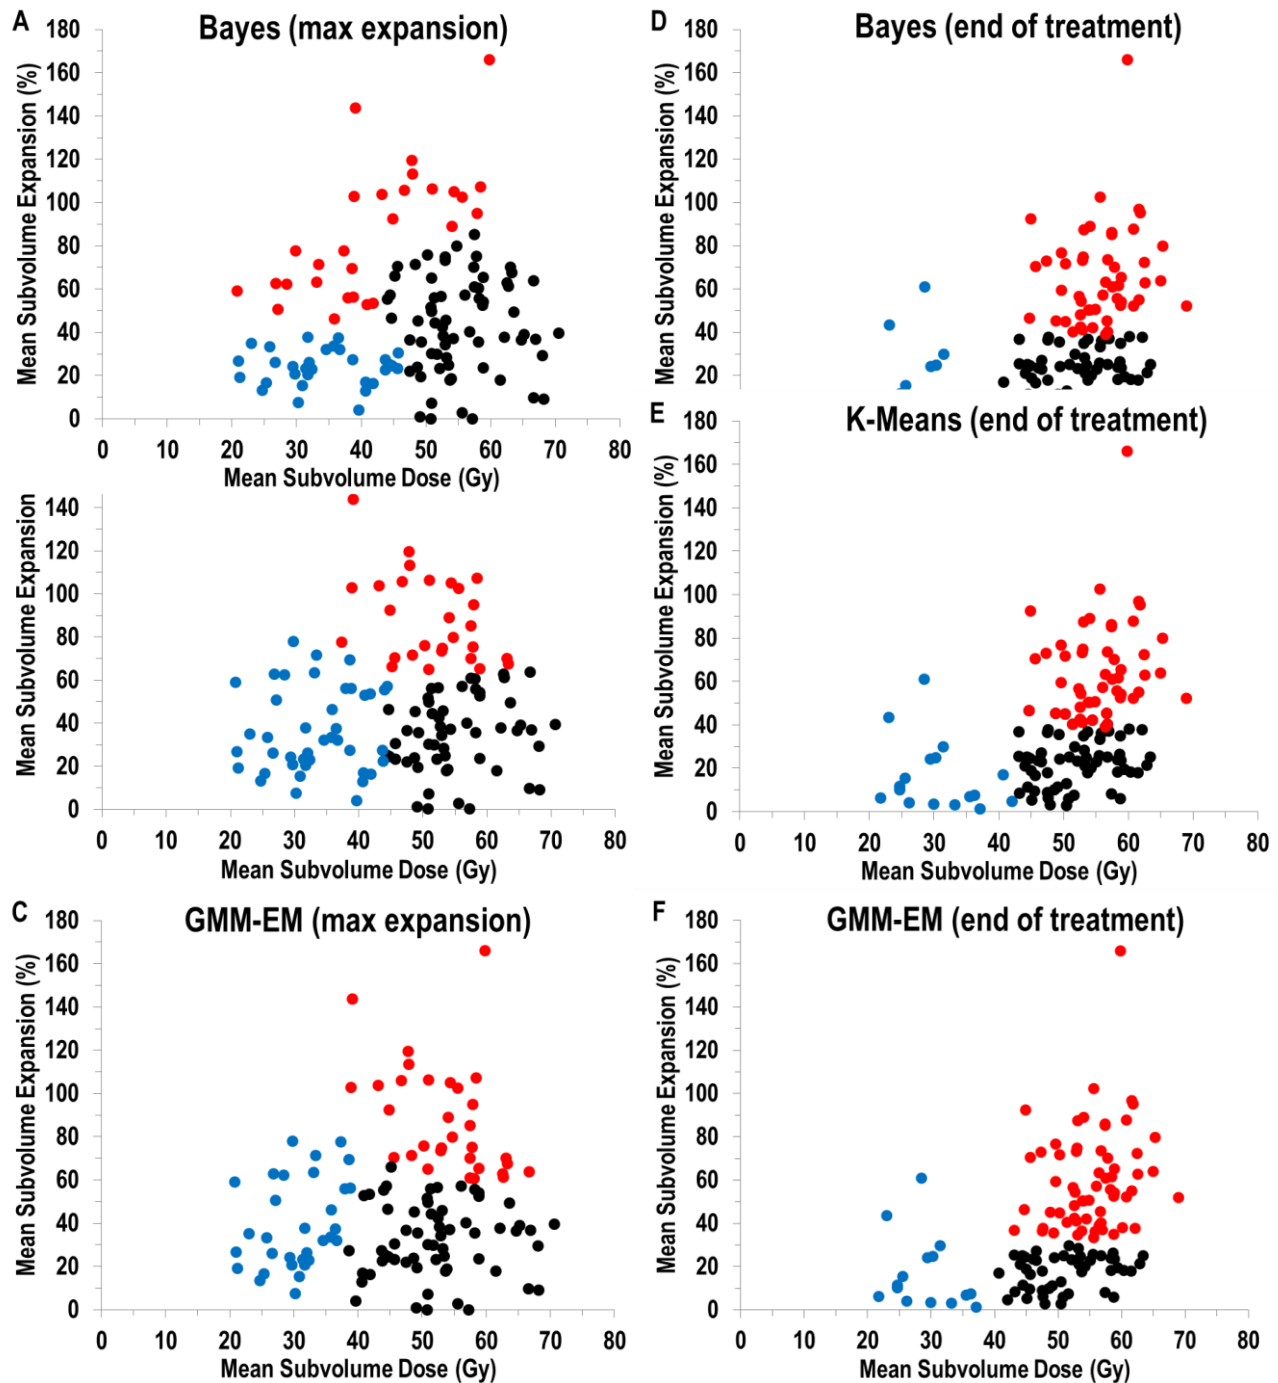 A
Bayes (max expansion)
Mean Subvolume Expansion (%)
180
160
140
120
100
80
60
40
20
0
0 10 20 30 40 50 60 70 80
Mean Subvolume Dose (Gy)
Mean Subvolume Expansion
140
120
100
80
60
40
20
0
0 10 20 30 40 50 60 70 80
Mean Subvolume Dose (Gy)
C
GMM-EM (max expansion)
Mean Subvolume Expansion (%)
180
160
140
120
100
80
60
40
20
0
0 10 20 30 40 50 60 70 80
Mean Subvolume Dose (Gy)
D
Bayes (end of treatment)
Mean Subvolume Expansion (%)
180
160
140
120
100
80
60
40
20
E
K-Means (end of treatment)
Mean Subvolume Expansion (%)
180
160
140
120
100
80
60
40
20
0
0 10 20 30 40 50 60 70 80
Mean Subvolume Dose (Gy)
F
GMM-EM (end of treatment)
Mean Subvolume Expansion (%)
180
160
140
120
100
80
60
40
20
0
0 10 20 30 40 50 60 70 80
Mean Subvolume Dose (Gy)